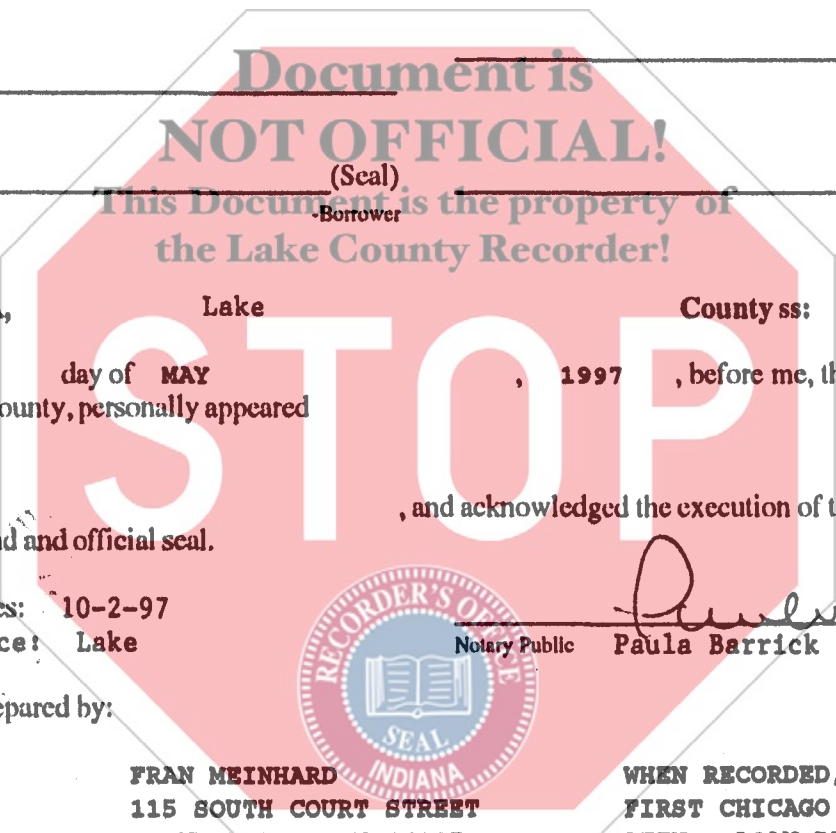 Document is
NOT OFFICIAL!
(Seal)
-Borrower
This Document is the property of
the Lake County Recorder!
Lake County ss:
STOP
day of MAY , 1997 , before me, th
ounty, personally appeared
, and acknowledged the execution of t
d and official seal.
es: 10-2-97
ce: Lake
Notary Public Paula Barrick
RECORDER'S OFFICE
SEAL
INDIANA
epared by:
FRAN MEINHARD WHEN RECORDED,
115 SOUTH COURT STREET FIRST CHICAGO